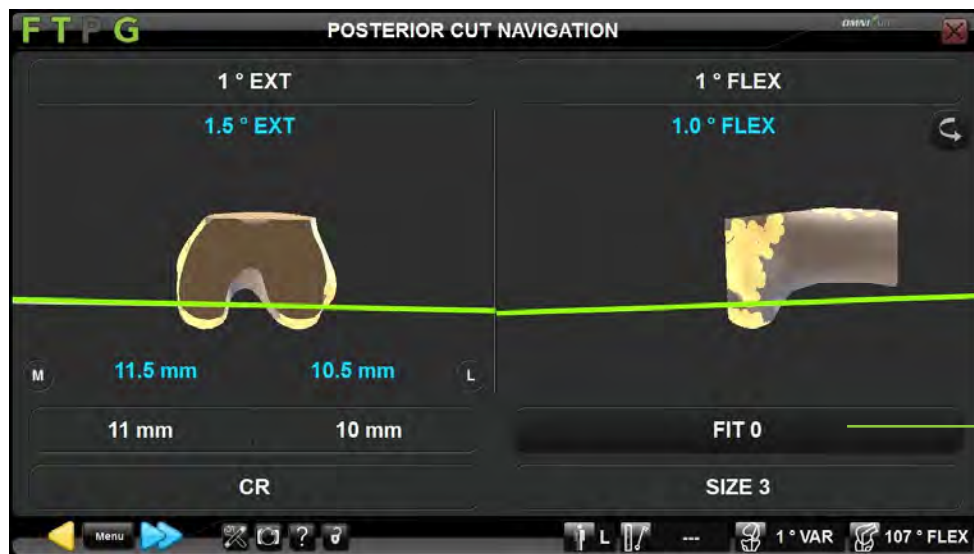 FTPG
POSTERIOR CUT NAVIGATION
1 ° EXT
1 ° FLEX
1.5 ° EXT
1.0 ° FLEX
M
11.5 mm
10.5 mm
L
11 mm
10 mm
FIT 0
CR
SIZE 3
Menu
?
L
---
1 ° VAR
107 ° FLEX